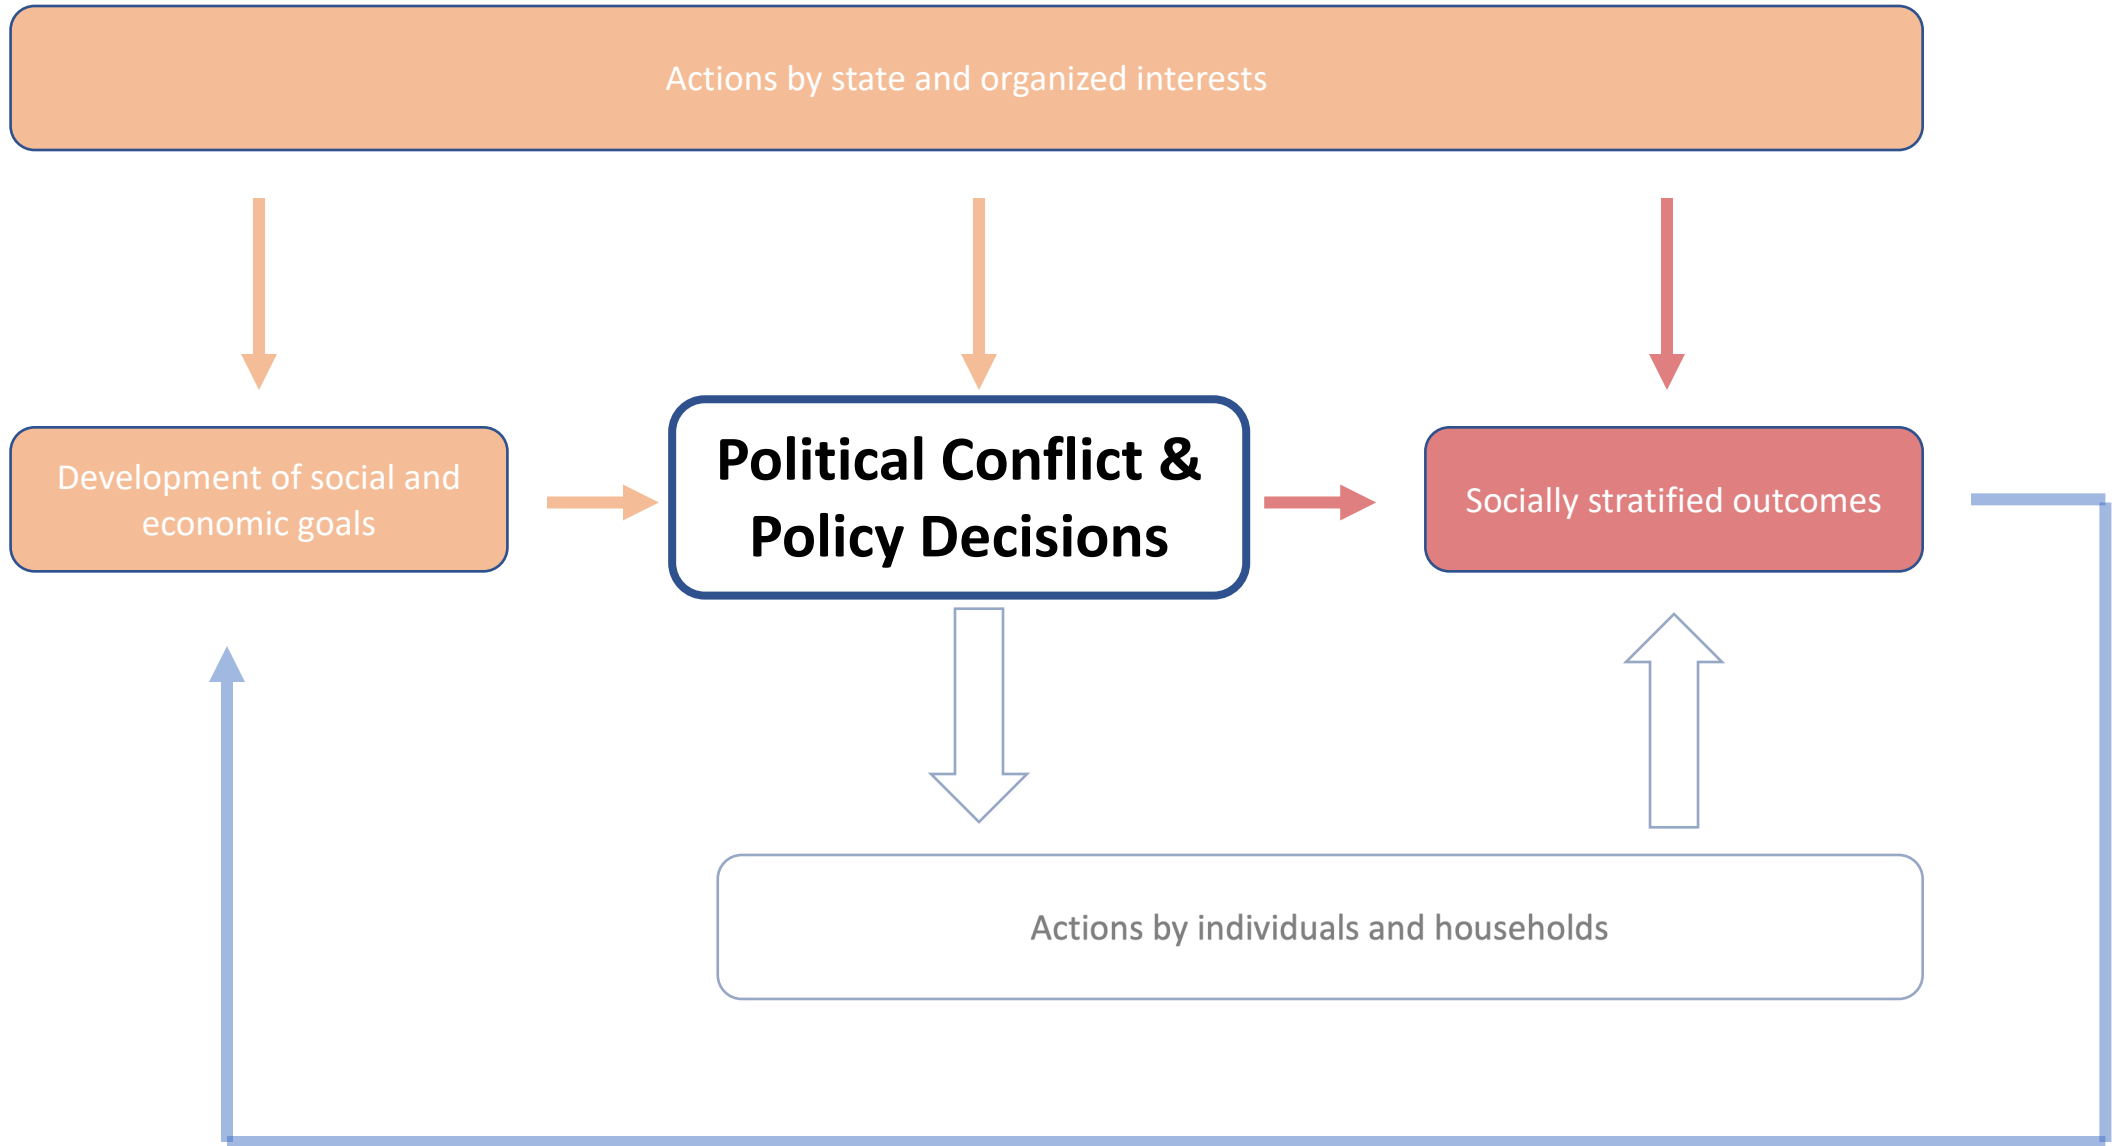 Actions by state and organized interests
Development of social and
economic goals
Political Conflict &
Policy Decisions
Socially stratified outcomes
Actions by individuals and households